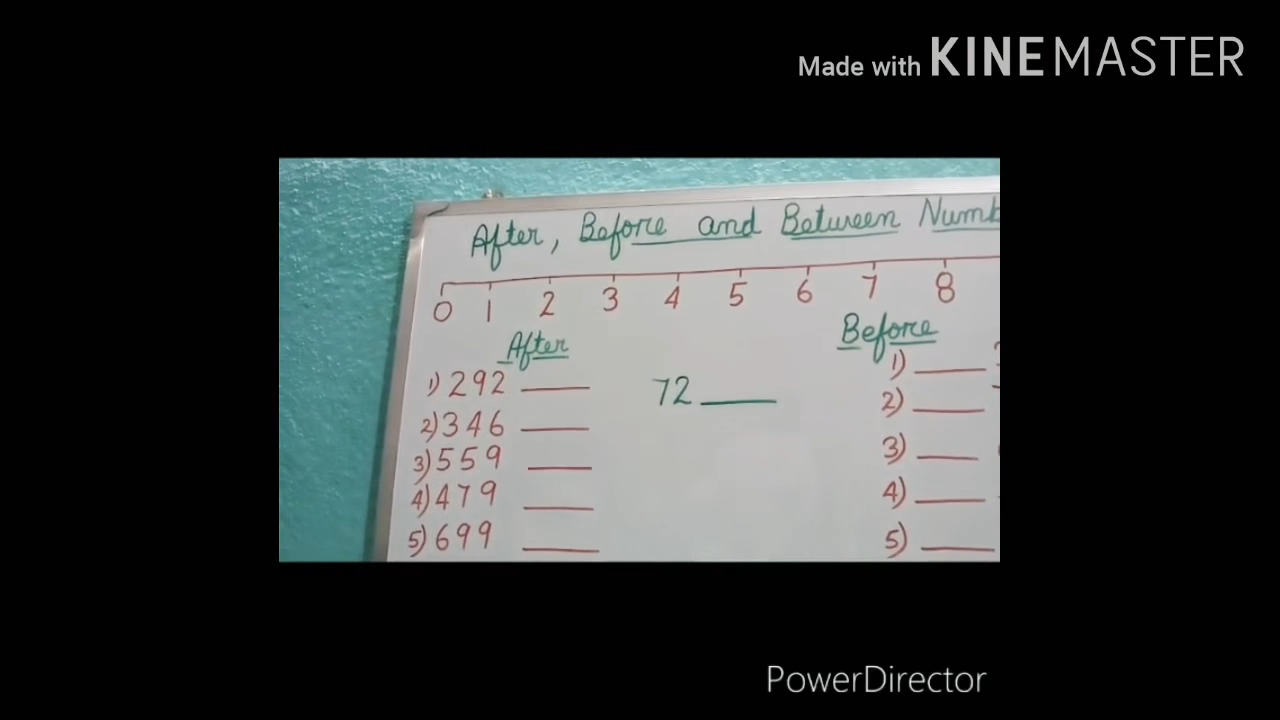 Made with KINEMASTER
After, Before and Between
0 1 2 3 4 5 6 7 8
After
Before
1) 292 ____
72 ____
1) ____
2) 346 ____
2) ____
3) 559 ____
3) ____
4) 479 ____
4) ____
5) 699 ____
5) ____
PowerDirector